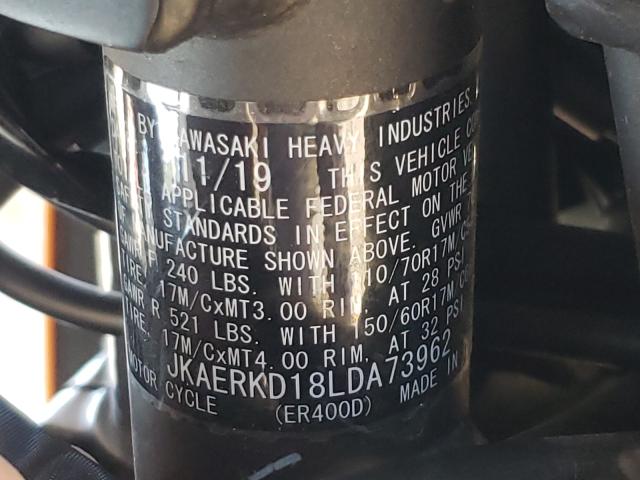 BY KAWASAKI HEAVY INDUSTRIES,
11/19 THIS VEHICLE
APPLICABLE FEDERAL MOTOR
STANDARDS IN EFFECT ON THE
MANUFACTURE SHOWN ABOVE. GVWR
GAWR F 240 LBS. WITH 110/70R17M/C
TIRE, 17M/CxMT3.00 RIM, AT 28 PSI
GAWR R 521 LBS. WITH 150/60R17M/C
TIRE, 17M/CxMT4.00 RIM, AT 32 PSI
JKAERKD18LDA73962
MOTOR CYCLE (ER400D) MADE IN